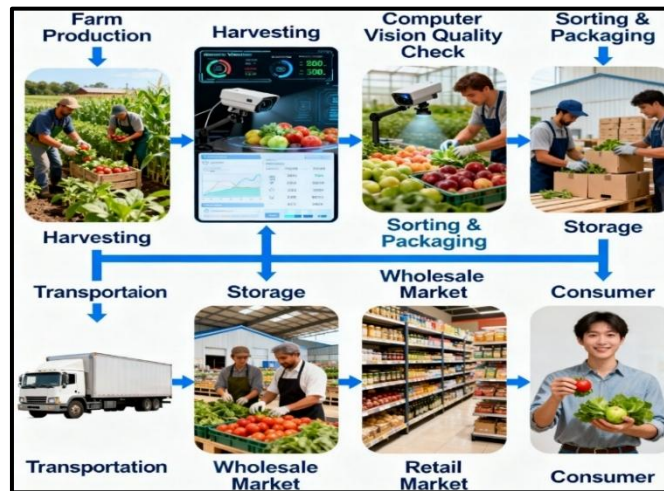 Farm
Production
Harvesting
Computer
Vision Quality
Check
Sorting &
Packaging
Harvesting
Sorting &
Packaging
Storage
Transportaion
Storage
Wholesale
Market
Consumer
Transportation
Wholesale
Market
Retail
Market
Consumer